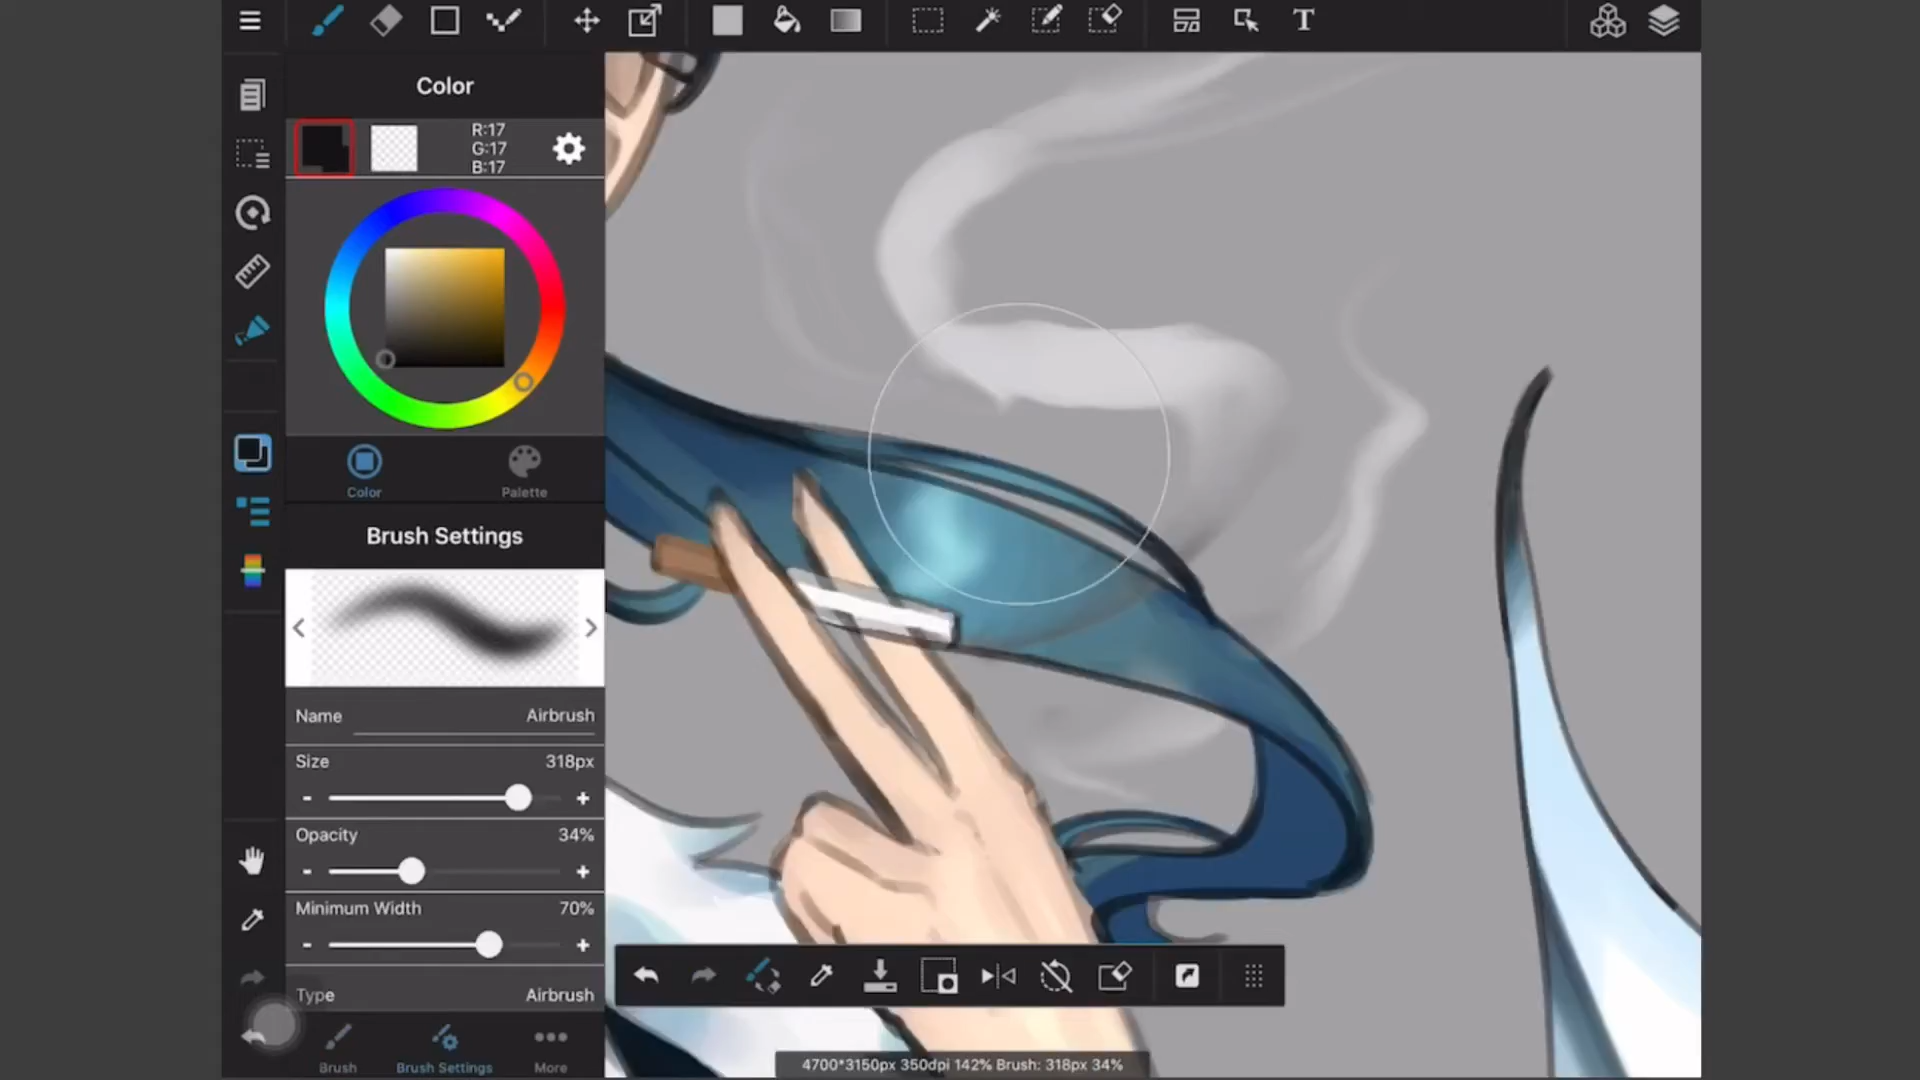 T
Color
R:17
G:17
B:17
Color
Palette
Brush Settings
Name Airbrush
Size 318px
- +
Opacity 34%
- +
Minimum Width 70%
- +
Type Airbrush
Brush Brush Settings More
4700*3150px 350dpi 142% Brush: 318px 34%